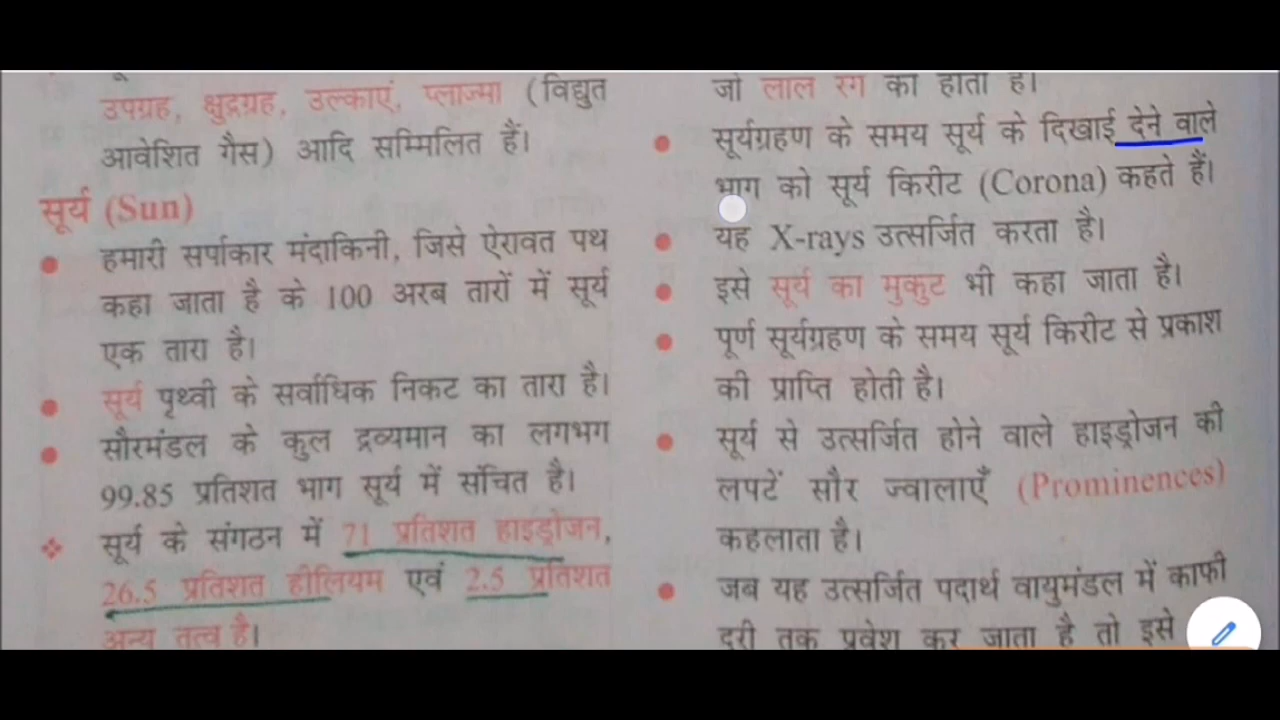 उपग्रह, क्षुद्रग्रह, उल्काएं, प्लाज्मा (विद्युत
आवेशित गैस) आदि सम्मिलित हैं।
सूर्य (Sun)
हमारी सर्पाकार मंदाकिनी, जिसे ऐरावत पथ
कहा जाता है के 100 अरब तारों में सूर्य
एक तारा है।
सूर्य पृथ्वी के सर्वाधिक निकट का तारा है।
सौरमंडल के कुल द्रव्यमान का लगभग
99.85 प्रतिशत भाग सूर्य में संचित है।
सूर्य के संगठन में 71 प्रतिशत हाइड्रोजन,
26.5 प्रतिशत हीलियम एवं 2.5 प्रतिशत
अन्य तत्व है।
जो लाल रंग का होता है।
सूर्यग्रहण के समय सूर्य के दिखाई देने वाले
भाग को सूर्य किरीट (Corona) कहते हैं।
यह X-rays उत्सर्जित करता है।
इसे सूर्य का मुकुट भी कहा जाता है।
पूर्ण सूर्यग्रहण के समय सूर्य किरीट से प्रकाश
की प्राप्ति होती है।
सूर्य से उत्सर्जित होने वाले हाइड्रोजन की
लपटें सौर ज्वालाएँ (Prominences)
कहलाता है।
जब यह उत्सर्जित पदार्थ वायुमंडल में काफी
दूरी तक प्रवेश कर जाता है तो इसे